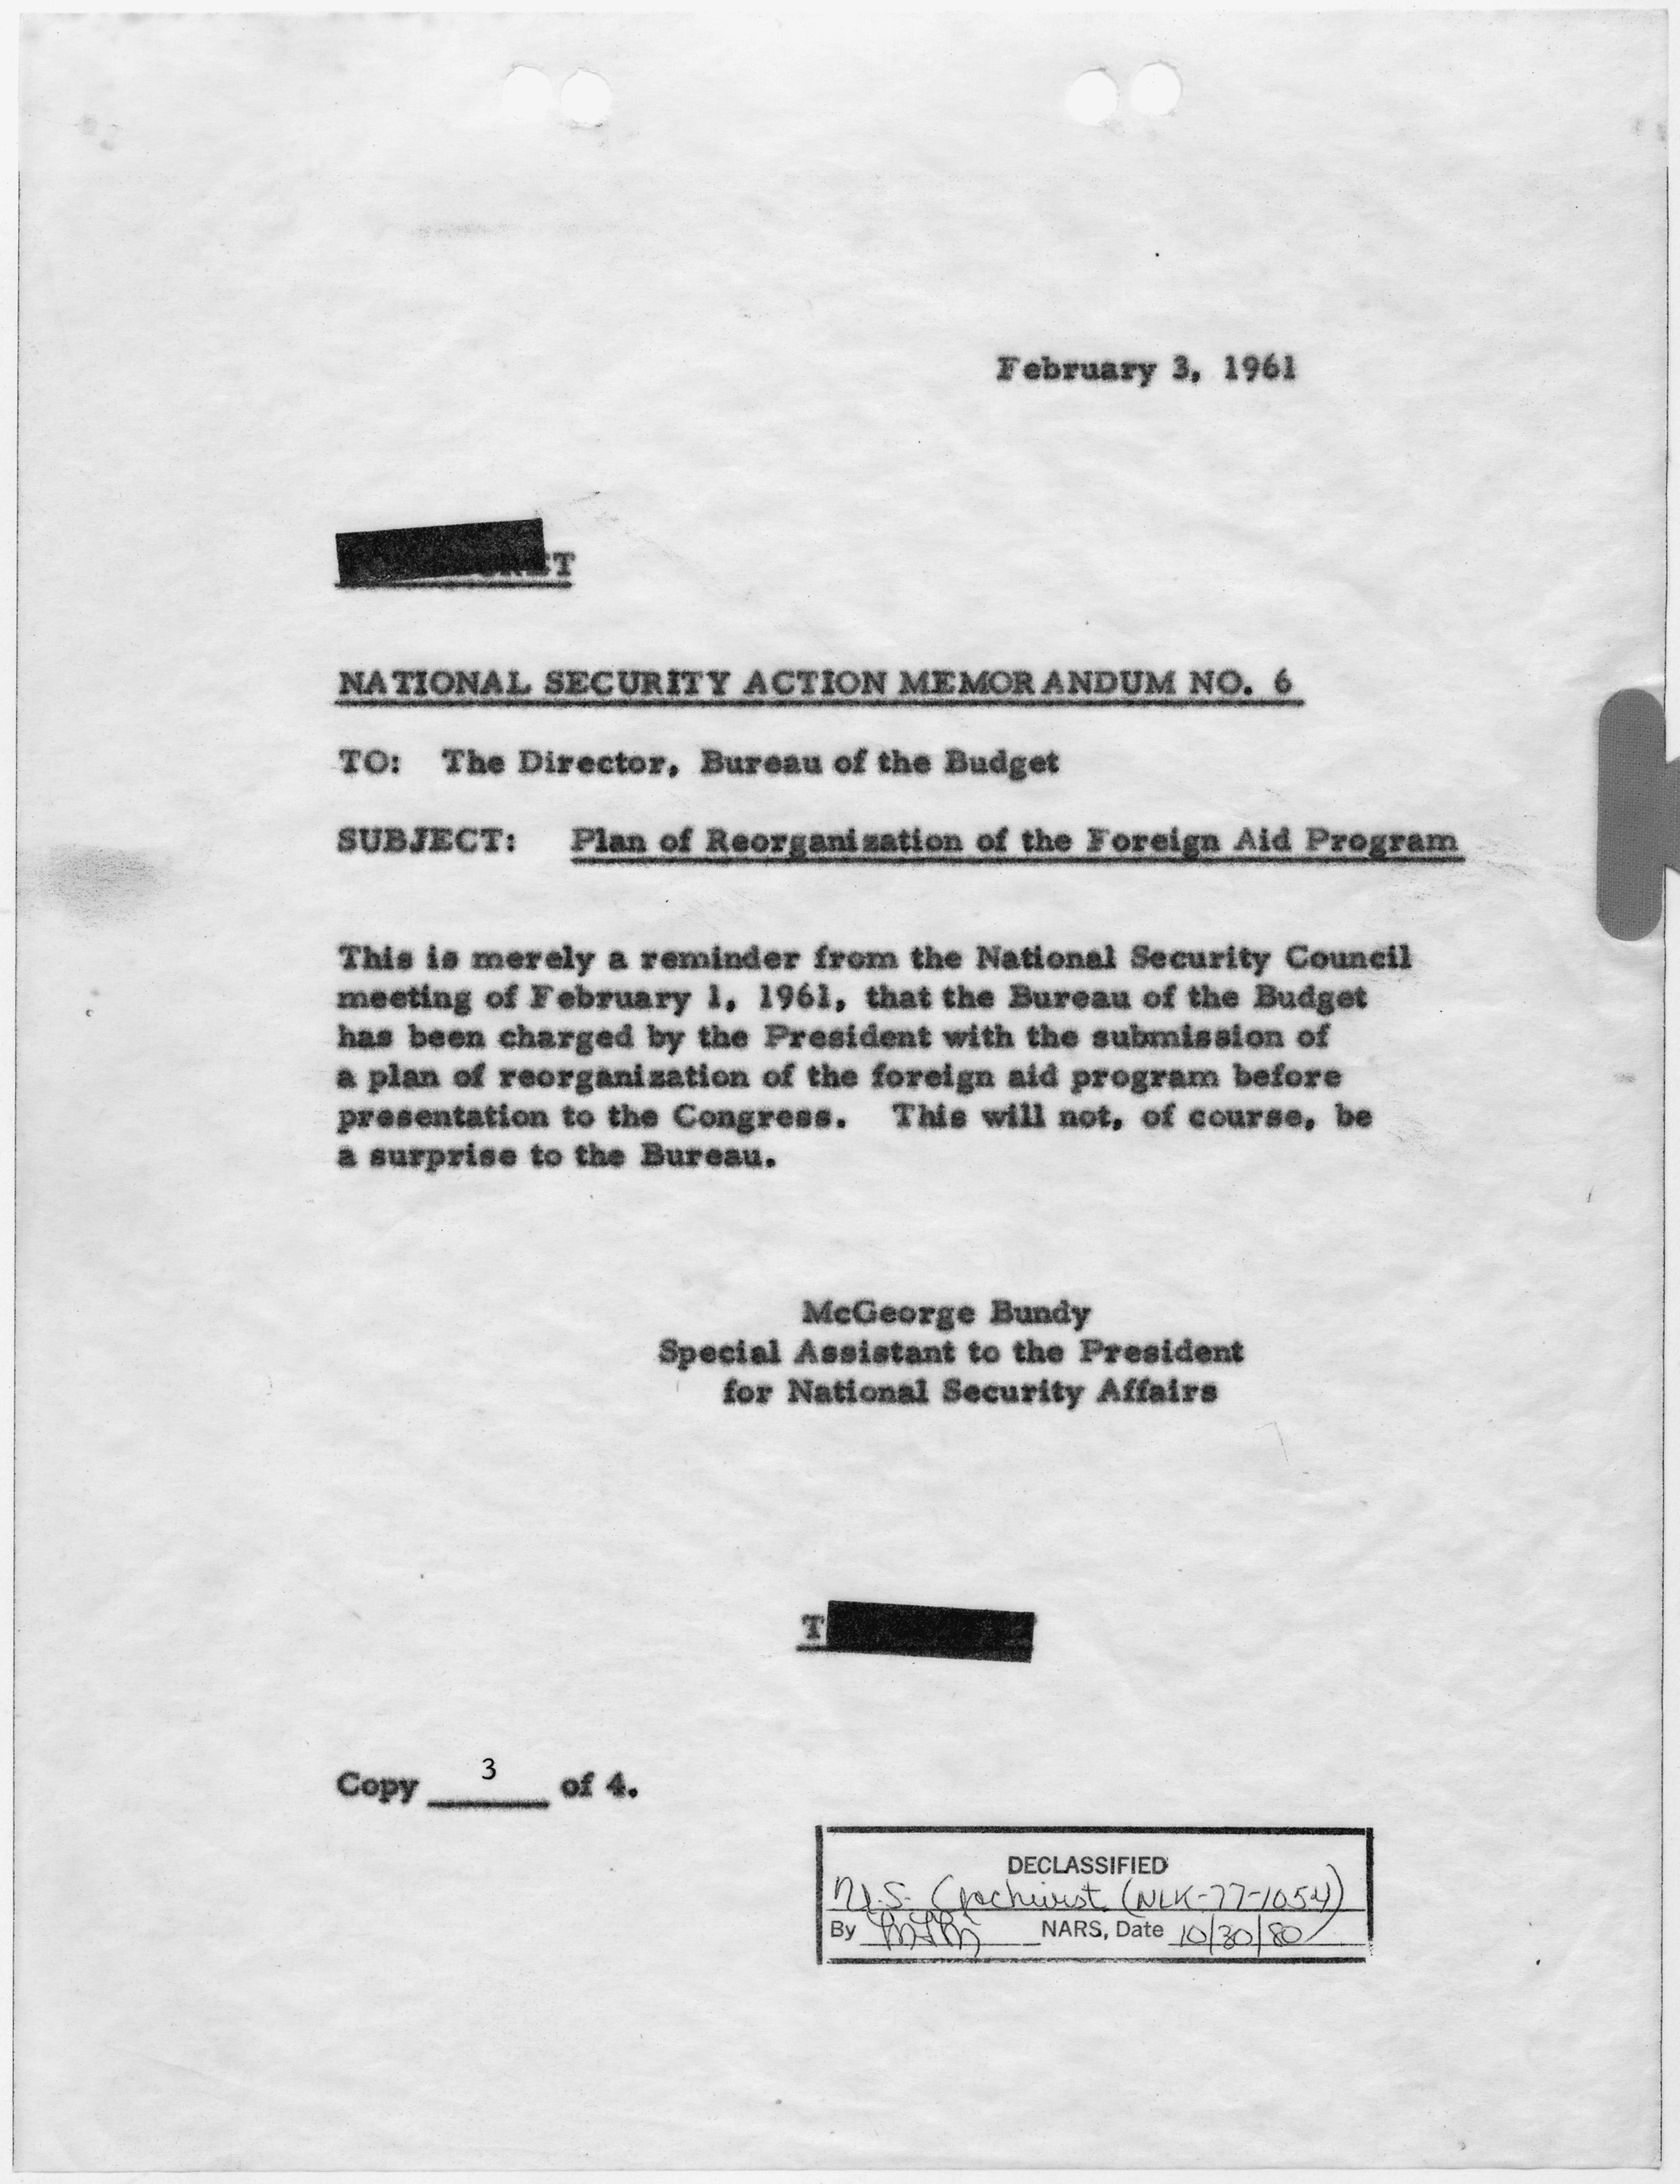 February 3, 1961
NATIONAL SECURITY ACTION MEMORANDUM NO. 6
TO: The Director, Bureau of the Budget
SUBJECT: Plan of Reorganization of the Foreign Aid Program
This is merely a reminder from the National Security Council
meeting of February 1, 1961, that the Bureau of the Budget
has been charged by the President with the submission of
a plan of reorganization of the foreign aid program before
presentation to the Congress. This will not, of course, be
a surprise to the Bureau.
McGeorge Bundy
Special Assistant to the President
for National Security Affairs
T
Copy 3 of 4.
DECLASSIFIED
(NLK-77-1054)
By NARS, Date 10/30/80